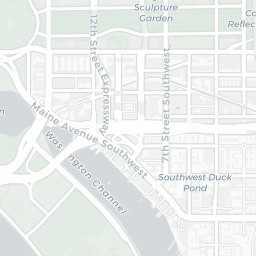 Sculpture
Garden
12th Street Expressway
7th Street Southwest
Maine Avenue Southwest
Washington Channel
Southwest Duck
Pond